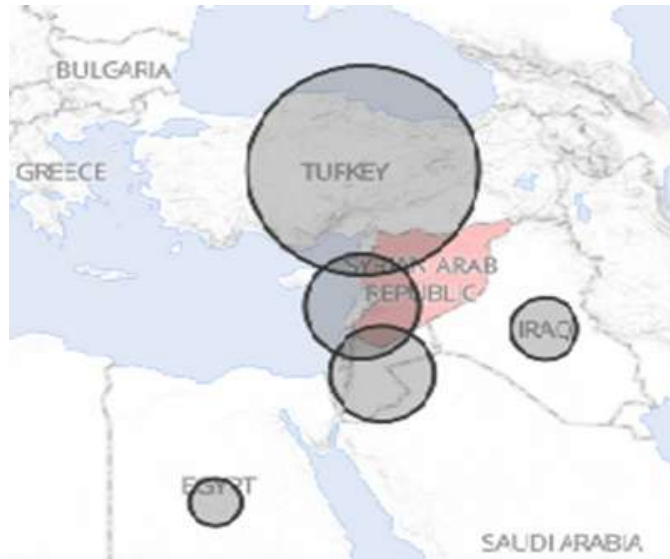 BULGARIA
GREECE
TURKEY
SYRIAN ARAB
REPUBLIC
IRAQ
EGYPT
SAUDI ARABIA